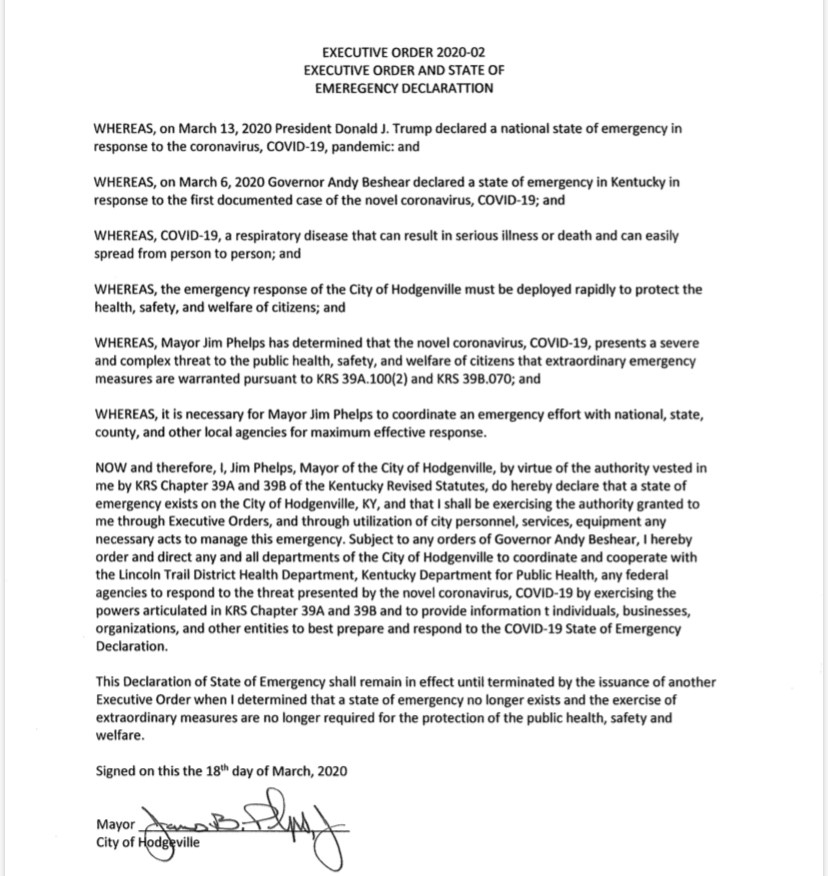 EXECUTIVE ORDER 2020-02
EXECUTIVE ORDER AND STATE OF
EMEREGENCY DECLARATTION
WHEREAS, on March 13, 2020 President Donald J. Trump declared a national state of emergency in
response to the coronavirus, COVID-19, pandemic: and
WHEREAS, on March 6, 2020 Governor Andy Beshear declared a state of emergency in Kentucky in
response to the first documented case of the novel coronavirus, COVID-19; and
WHEREAS, COVID-19, a respiratory disease that can result in serious illness or death and can easily
spread from person to person; and
WHEREAS, the emergency response of the City of Hodgenville must be deployed rapidly to protect the
health, safety, and welfare of citizens; and
WHEREAS, Mayor Jim Phelps has determined that the novel coronavirus, COVID-19, presents a severe
and complex threat to the public health, safety, and welfare of citizens that extraordinary emergency
measures are warranted pursuant to KRS 39A.100(2) and KRS 39B.070; and
WHEREAS, it is necessary for Mayor Jim Phelps to coordinate an emergency effort with national, state,
county, and other local agencies for maximum effective response.
NOW and therefore, I, Jim Phelps, Mayor of the City of Hodgenville, by virtue of the authority vested in
me by KRS Chapter 39A and 39B of the Kentucky Revised Statutes, do hereby declare that a state of
emergency exists on the City of Hodgenville, KY, and that I shall be exercising the authority granted to
me through Executive Orders, and through utilization of city personnel, services, equipment any
necessary acts to manage this emergency. Subject to any orders of Governor Andy Beshear, I hereby
order and direct any and all departments of the City of Hodgenville to coordinate and cooperate with
the Lincoln Trail District Health Department, Kentucky Department for Public Health, any federal
agencies to respond to the threat presented by the novel coronavirus, COVID-19 by exercising the
powers articulated in KRS Chapter 39A and 39B and to provide information t individuals, businesses,
organizations, and other entities to best prepare and respond to the COVID-19 State of Emergency
Declaration.
This Declaration of State of Emergency shall remain in effect until terminated by the issuance of another
Executive Order when I determined that a state of emergency no longer exists and the exercise of
extraordinary measures are no longer required for the protection of the public health, safety and
welfare.
Signed on this the 18th day of March, 2020
Mayor
City of Hodgeville